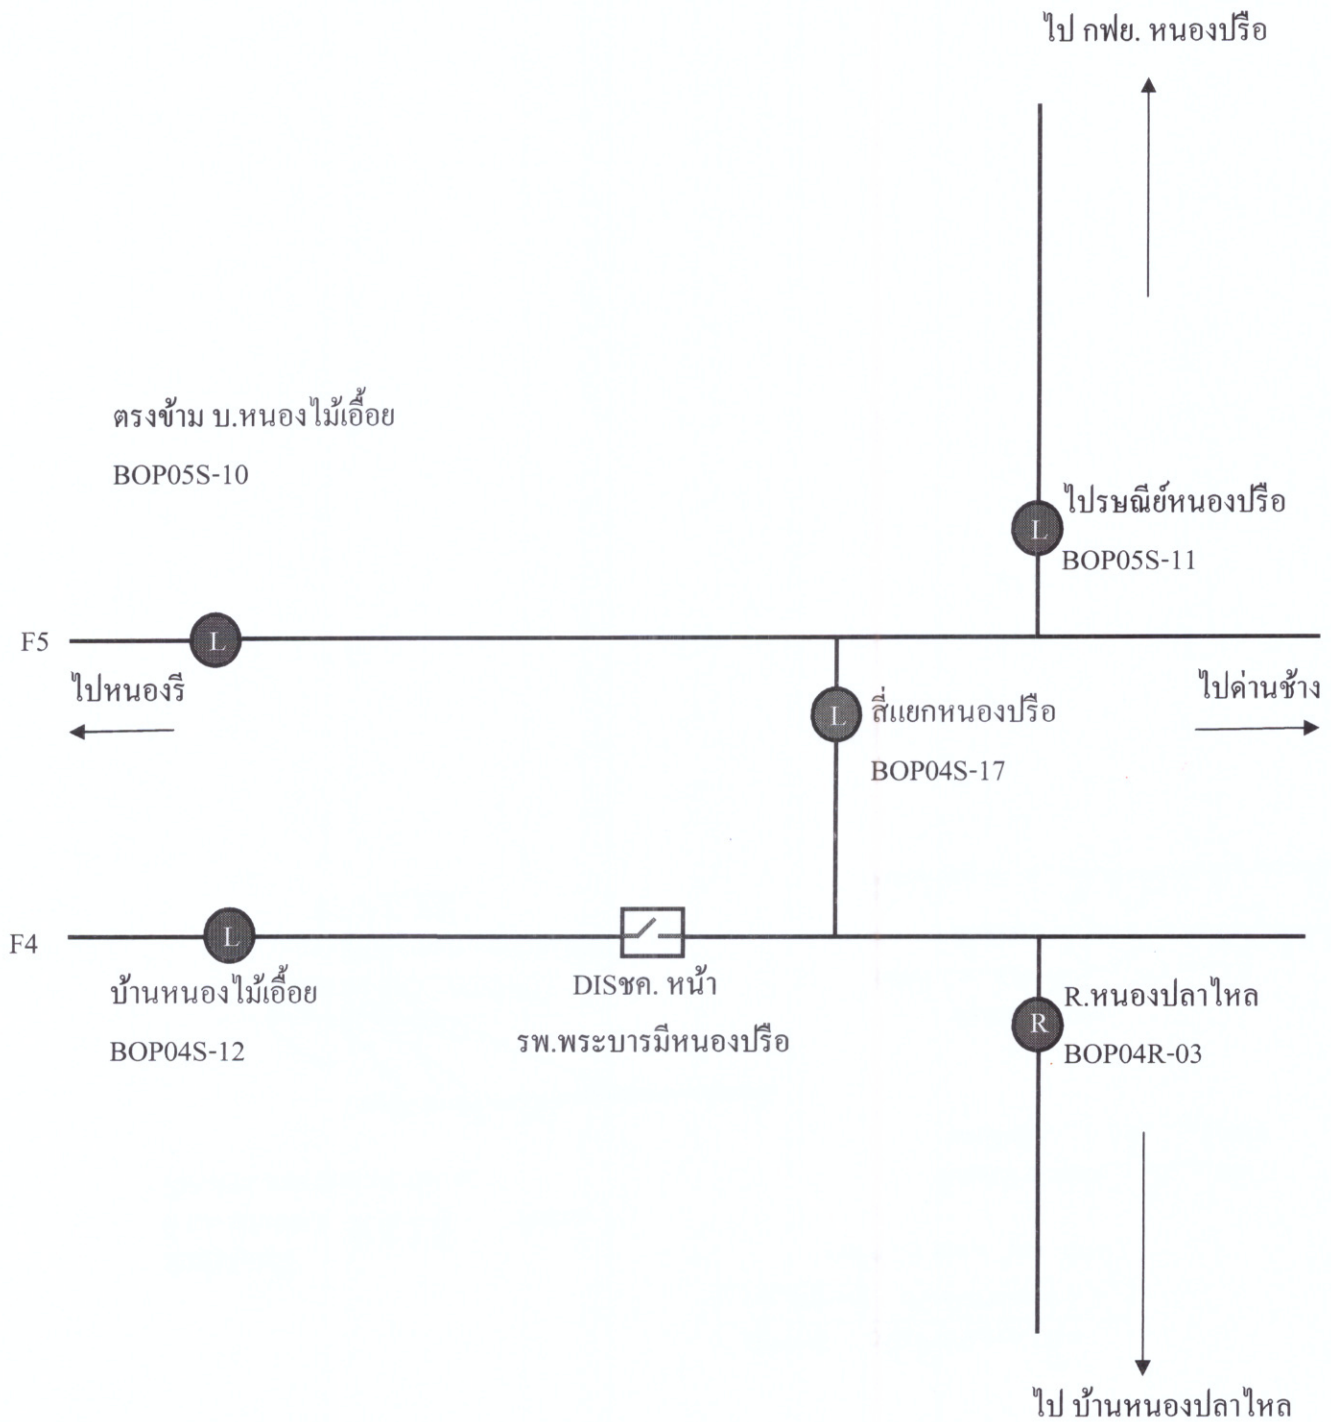 ไป กฟย. หนองปรือ
ตรงข้าม บ.หนองไม้เอื้อย
BOP05S-10
ไปรษณีย์หนองปรือ
L
BOP05S-11
F5
L
ไปหนองรี
ไปด่านช้าง
L
สี่แยกหนองปรือ
BOP04S-17
F4
L
บ้านหนองไม้เอื้อย
BOP04S-12
DISชค. หน้า
รพ.พระบารมีหนองปรือ
R.หนองปลาไหล
R
BOP04R-03
ไป บ้านหนองปลาไหล